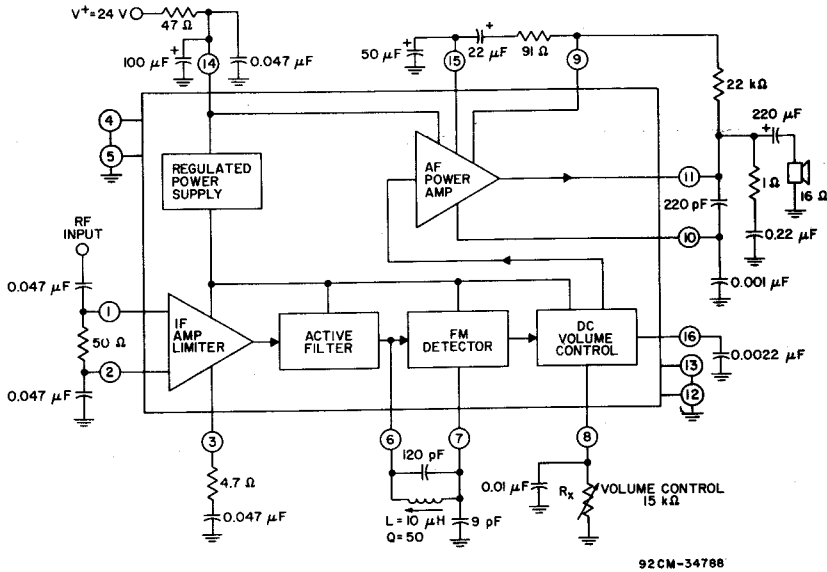 V+=24 V
47 Ω
100 μF
+
14
0.047 μF
50 μF
+
15
+
22 μF
91Ω
9
22 kΩ
4
5
REGULATED
POWER
SUPPLY
AF
POWER
AMP
11
220 μF
+
1Ω
16 Ω
220 pF
0.22 μF
10
0.001 μF
RF
INPUT
0.047 μF
1
50 Ω
2
0.047 μF
IF
AMP
LIMITER
ACTIVE
FILTER
FM
DETECTOR
DC
VOLUME
CONTROL
16
0.0022 μF
13
12
3
4.7 Ω
0.047 μF
6
7
120 pF
L=10 μH
Q=50
9 pF
8
0.01 μF
Rx
VOLUME CONTROL
15 kΩ
92CM-34788